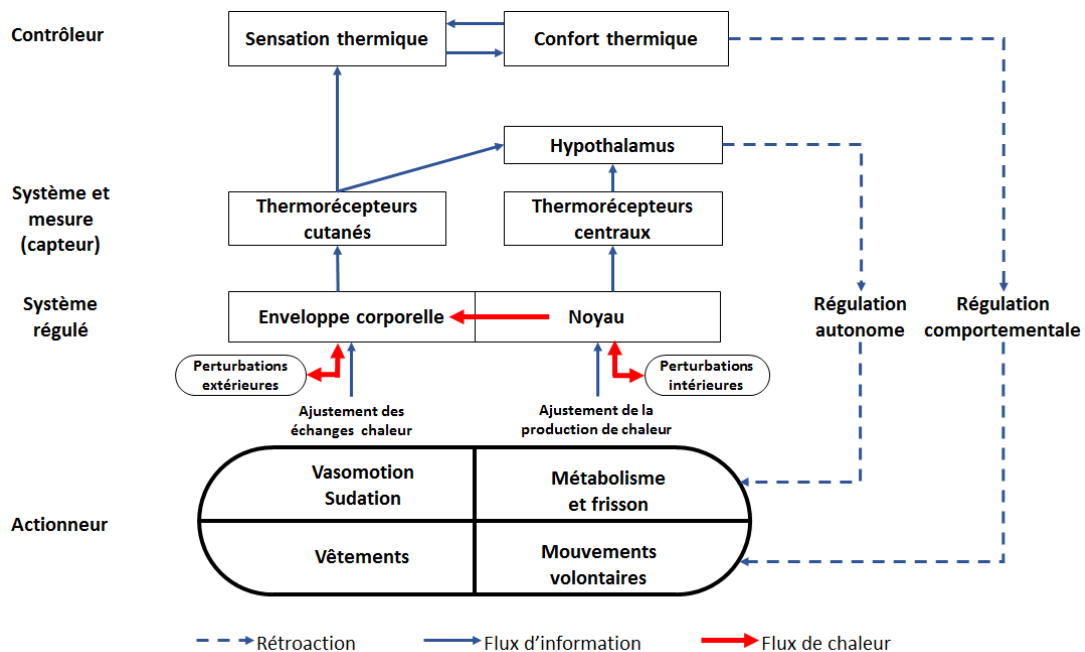 Contrôleur
Sensation thermique
Confort thermique
Hypothalamus
Système et
mesure
(capteur)
Thermorécepteurs
cutanés
Thermorécepteurs
centraux
Système
régulé
Enveloppe corporelle
Noyau
Régulation
autonome
Régulation
comportementale
Perturbations
extérieures
Perturbations
intérieures
Ajustement des
échanges chaleur
Ajustement de la
production de chaleur
Actionneur
Vasomotion
Sudation
Métabolisme
et frisson
Vêtements
Mouvements
volontaires
Rétroaction
Flux d'information
Flux de chaleur